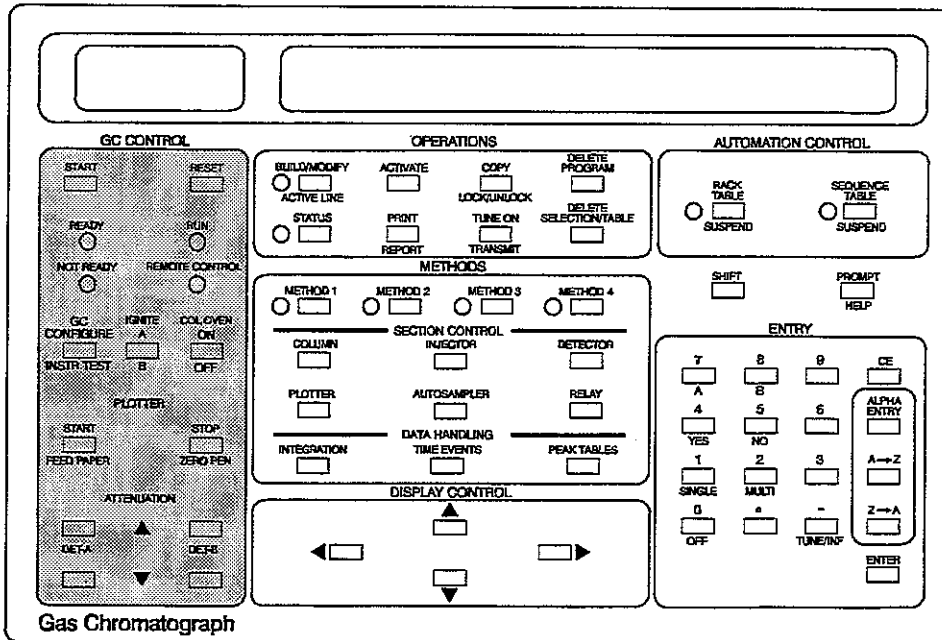 GC CONTROL
START RESET
READY RUN
NOT READY REMOTE CONTROL
GC CONFIGURE IGNITE A COL OVEN ON
INSTR TEST B OFF
PLOTTER
START STOP
FEED PAPER ZERO PEN
ATTENUATION
DET-A DET-B
OPERATIONS
BUILD/MODIFY ACTIVATE COPY DELETE PROGRAM
ACTIVE LINE LOCK/UNLOCK
STATUS PRINT TUNE ON DELETE SELECTION/TABLE
REPORT TRANSMIT
METHODS
METHOD 1 METHOD 2 METHOD 3 METHOD 4
SECTION CONTROL
COLUMN INJECTOR DETECTOR
PLOTTER AUTOSAMPLER RELAY
DATA HANDLING
INTEGRATION TIME EVENTS PEAK TABLES
DISPLAY CONTROL
AUTOMATION CONTROL
RACK TABLE SEQUENCE TABLE
SUSPEND SUSPEND
SHIFT PROMPT
HELP
ENTRY
7 8 9 CE
A B
4 5 6 ALPHA ENTRY
YES NO
1 2 3 A→Z
SINGLE MULTI
- Z→A
OFF TUNE/INF
ENTER
Gas Chromatograph